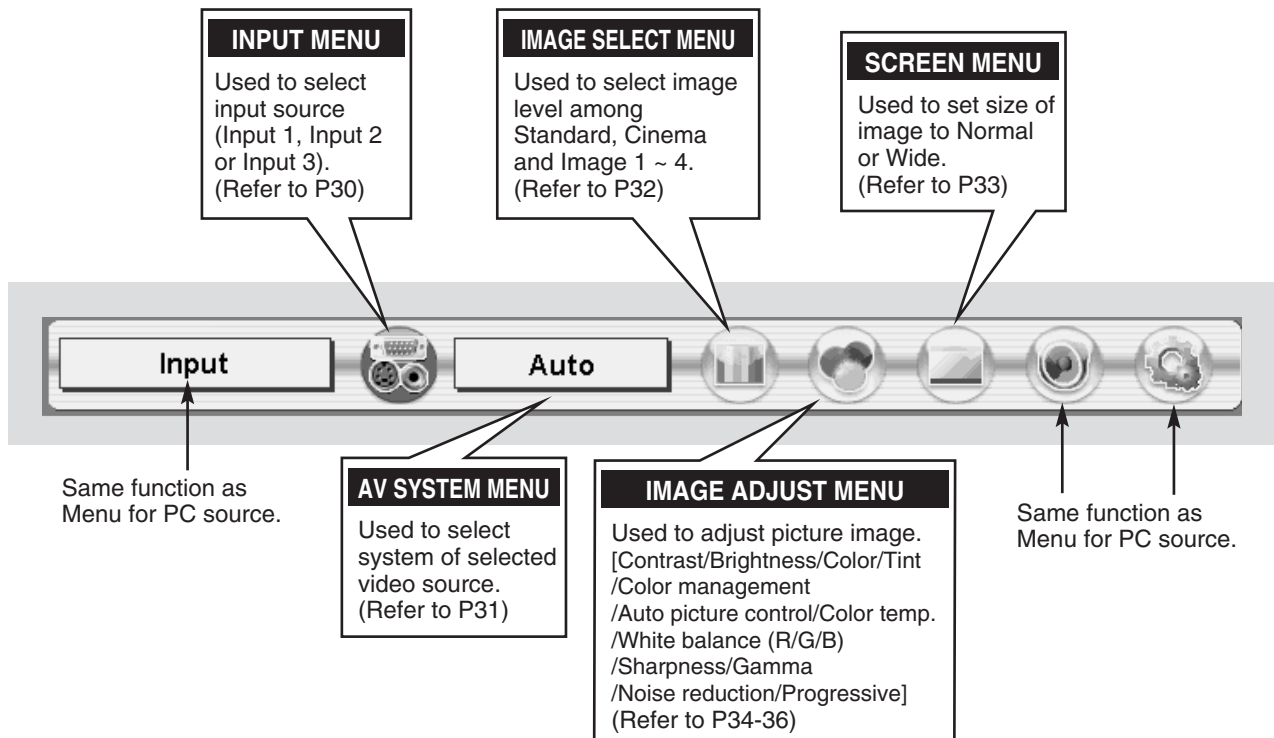 INPUT MENU
Used to select
input source
(Input 1, Input 2
or Input 3).
(Refer to P30)
IMAGE SELECT MENU
Used to select image
level among
Standard, Cinema
and Image 1 ~ 4.
(Refer to P32)
SCREEN MENU
Used to set size of
image to Normal
or Wide.
(Refer to P33)
Input
Auto
Same function as
Menu for PC source.
AV SYSTEM MENU
Used to select
system of selected
video source.
(Refer to P31)
IMAGE ADJUST MENU
Used to adjust picture image.
[Contrast/Brightness/Color/Tint
/Color management
/Auto picture control/Color temp.
/White balance (R/G/B)
/Sharpness/Gamma
/Noise reduction/Progressive]
(Refer to P34-36)
Same function as
Menu for PC source.